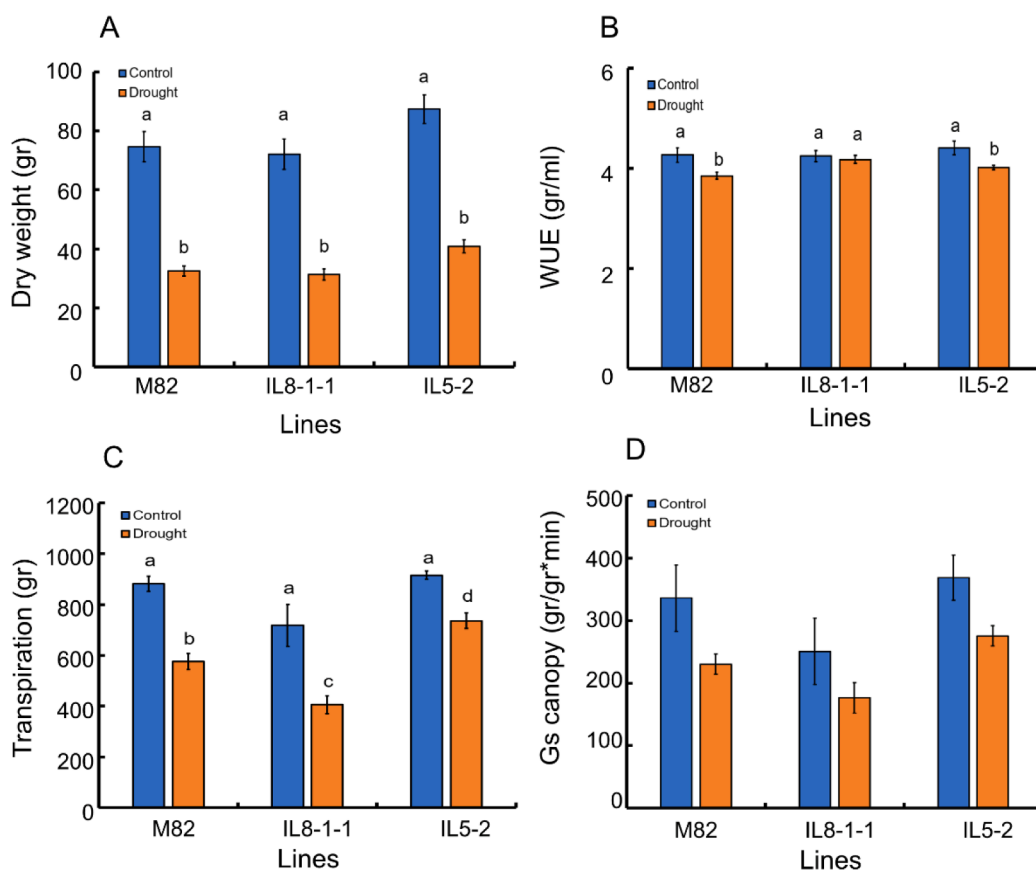 A
Dry weight (gr)
100
80
60
40
20
0
Control
Drought
a
b
a
b
a
b
M82
IL8-1-1
IL5-2
Lines
B
WUE (gr/ml)
6
4
2
0
Control
Drought
a
b
a
a
a
b
M82
IL8-1-1
IL5-2
Lines
C
Transpiration (gr)
1200
1000
800
600
400
200
0
Control
Drought
a
b
a
c
a
d
M82
IL8-1-1
IL5-2
Lines
D
Gs canopy (gr/gr*min)
500
400
300
200
100
0
Control
Drought
M82
IL8-1-1
IL5-2
Lines